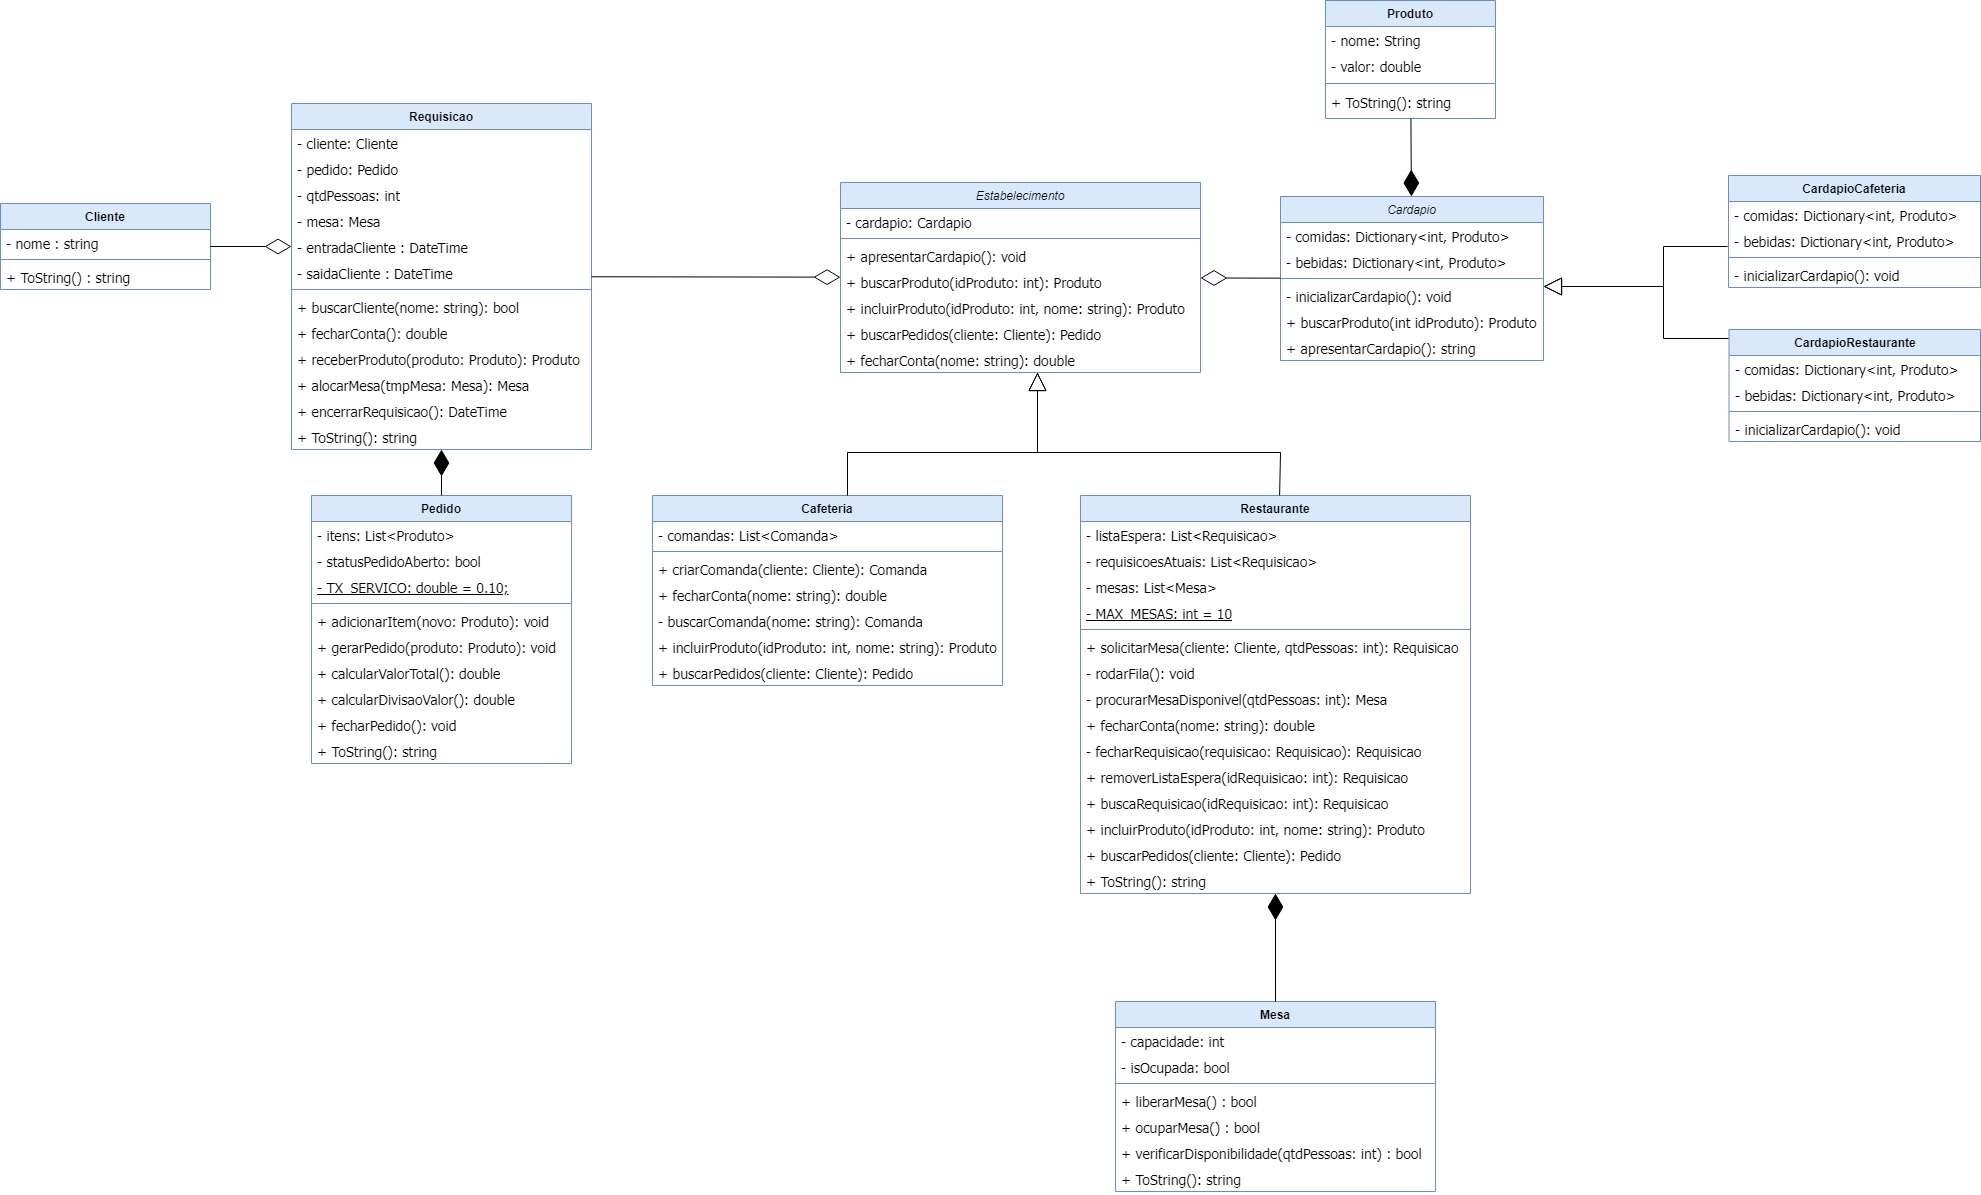 Produto
- nome: String
- valor: double
+ ToString(): string
Requisicao
- cliente: Cliente
- pedido: Pedido
- qtdPessoas: int
- mesa: Mesa
- entradaCliente : DateTime
- saidaCliente : DateTime
+ buscarCliente(nome: string): bool
+ fecharConta(): double
+ receberProduto(produto: Produto): Produto
+ alocarMesa(tmpMesa: Mesa): Mesa
+ encerrarRequisicao(): DateTime
+ ToString(): string
Cliente
- nome : string
+ ToString() : string
Estabelecimento
- cardapio: Cardapio
+ apresentarCardapio(): void
+ buscarProduto(idProduto: int): Produto
+ incluirProduto(idProduto: int, nome: string): Produto
+ buscarPedidos(cliente: Cliente): Pedido
+ fecharConta(nome: string): double
Cardapio
- comidas: Dictionary<int, Produto>
- bebidas: Dictionary<int, Produto>
- inicializarCardapio(): void
+ buscarProduto(int idProduto): Produto
+ apresentarCardapio(): string
CardapioCafeteria
- comidas: Dictionary<int, Produto>
- bebidas: Dictionary<int, Produto>
- inicializarCardapio(): void
CardapioRestaurante
- comidas: Dictionary<int, Produto>
- bebidas: Dictionary<int, Produto>
- inicializarCardapio(): void
Pedido
- itens: List<Produto>
- statusPedidoAberto: bool
- TX_SERVICO: double = 0.10;
+ adicionarItem(novo: Produto): void
+ gerarPedido(produto: Produto): void
+ calcularValorTotal(): double
+ calcularDivisaoValor(): double
+ fecharPedido(): void
+ ToString(): string
Cafeteria
- comandas: List<Comanda>
+ criarComanda(cliente: Cliente): Comanda
+ fecharConta(nome: string): double
- buscarComanda(nome: string): Comanda
+ incluirProduto(idProduto: int, nome: string): Produto
+ buscarPedidos(cliente: Cliente): Pedido
Restaurante
- listaEspera: List<Requisicao>
- requisicoesAtuais: List<Requisicao>
- mesas: List<Mesa>
- MAX_MESAS: int = 10
+ solicitarMesa(cliente: Cliente, qtdPessoas: int): Requisicao
- rodarFila(): void
- procurarMesaDisponivel(qtdPessoas: int): Mesa
+ fecharConta(nome: string): double
- fecharRequisicao(requisicao: Requisicao): Requisicao
+ removerListaEspera(idRequisicao: int): Requisicao
+ buscaRequisicao(idRequisicao: int): Requisicao
+ incluirProduto(idProduto: int, nome: string): Produto
+ buscarPedidos(cliente: Cliente): Pedido
+ ToString(): string
Mesa
- capacidade: int
- isOcupada: bool
+ liberarMesa() : bool
+ ocuparMesa() : bool
+ verificarDisponibilidade(qtdPessoas: int) : bool
+ ToString(): string